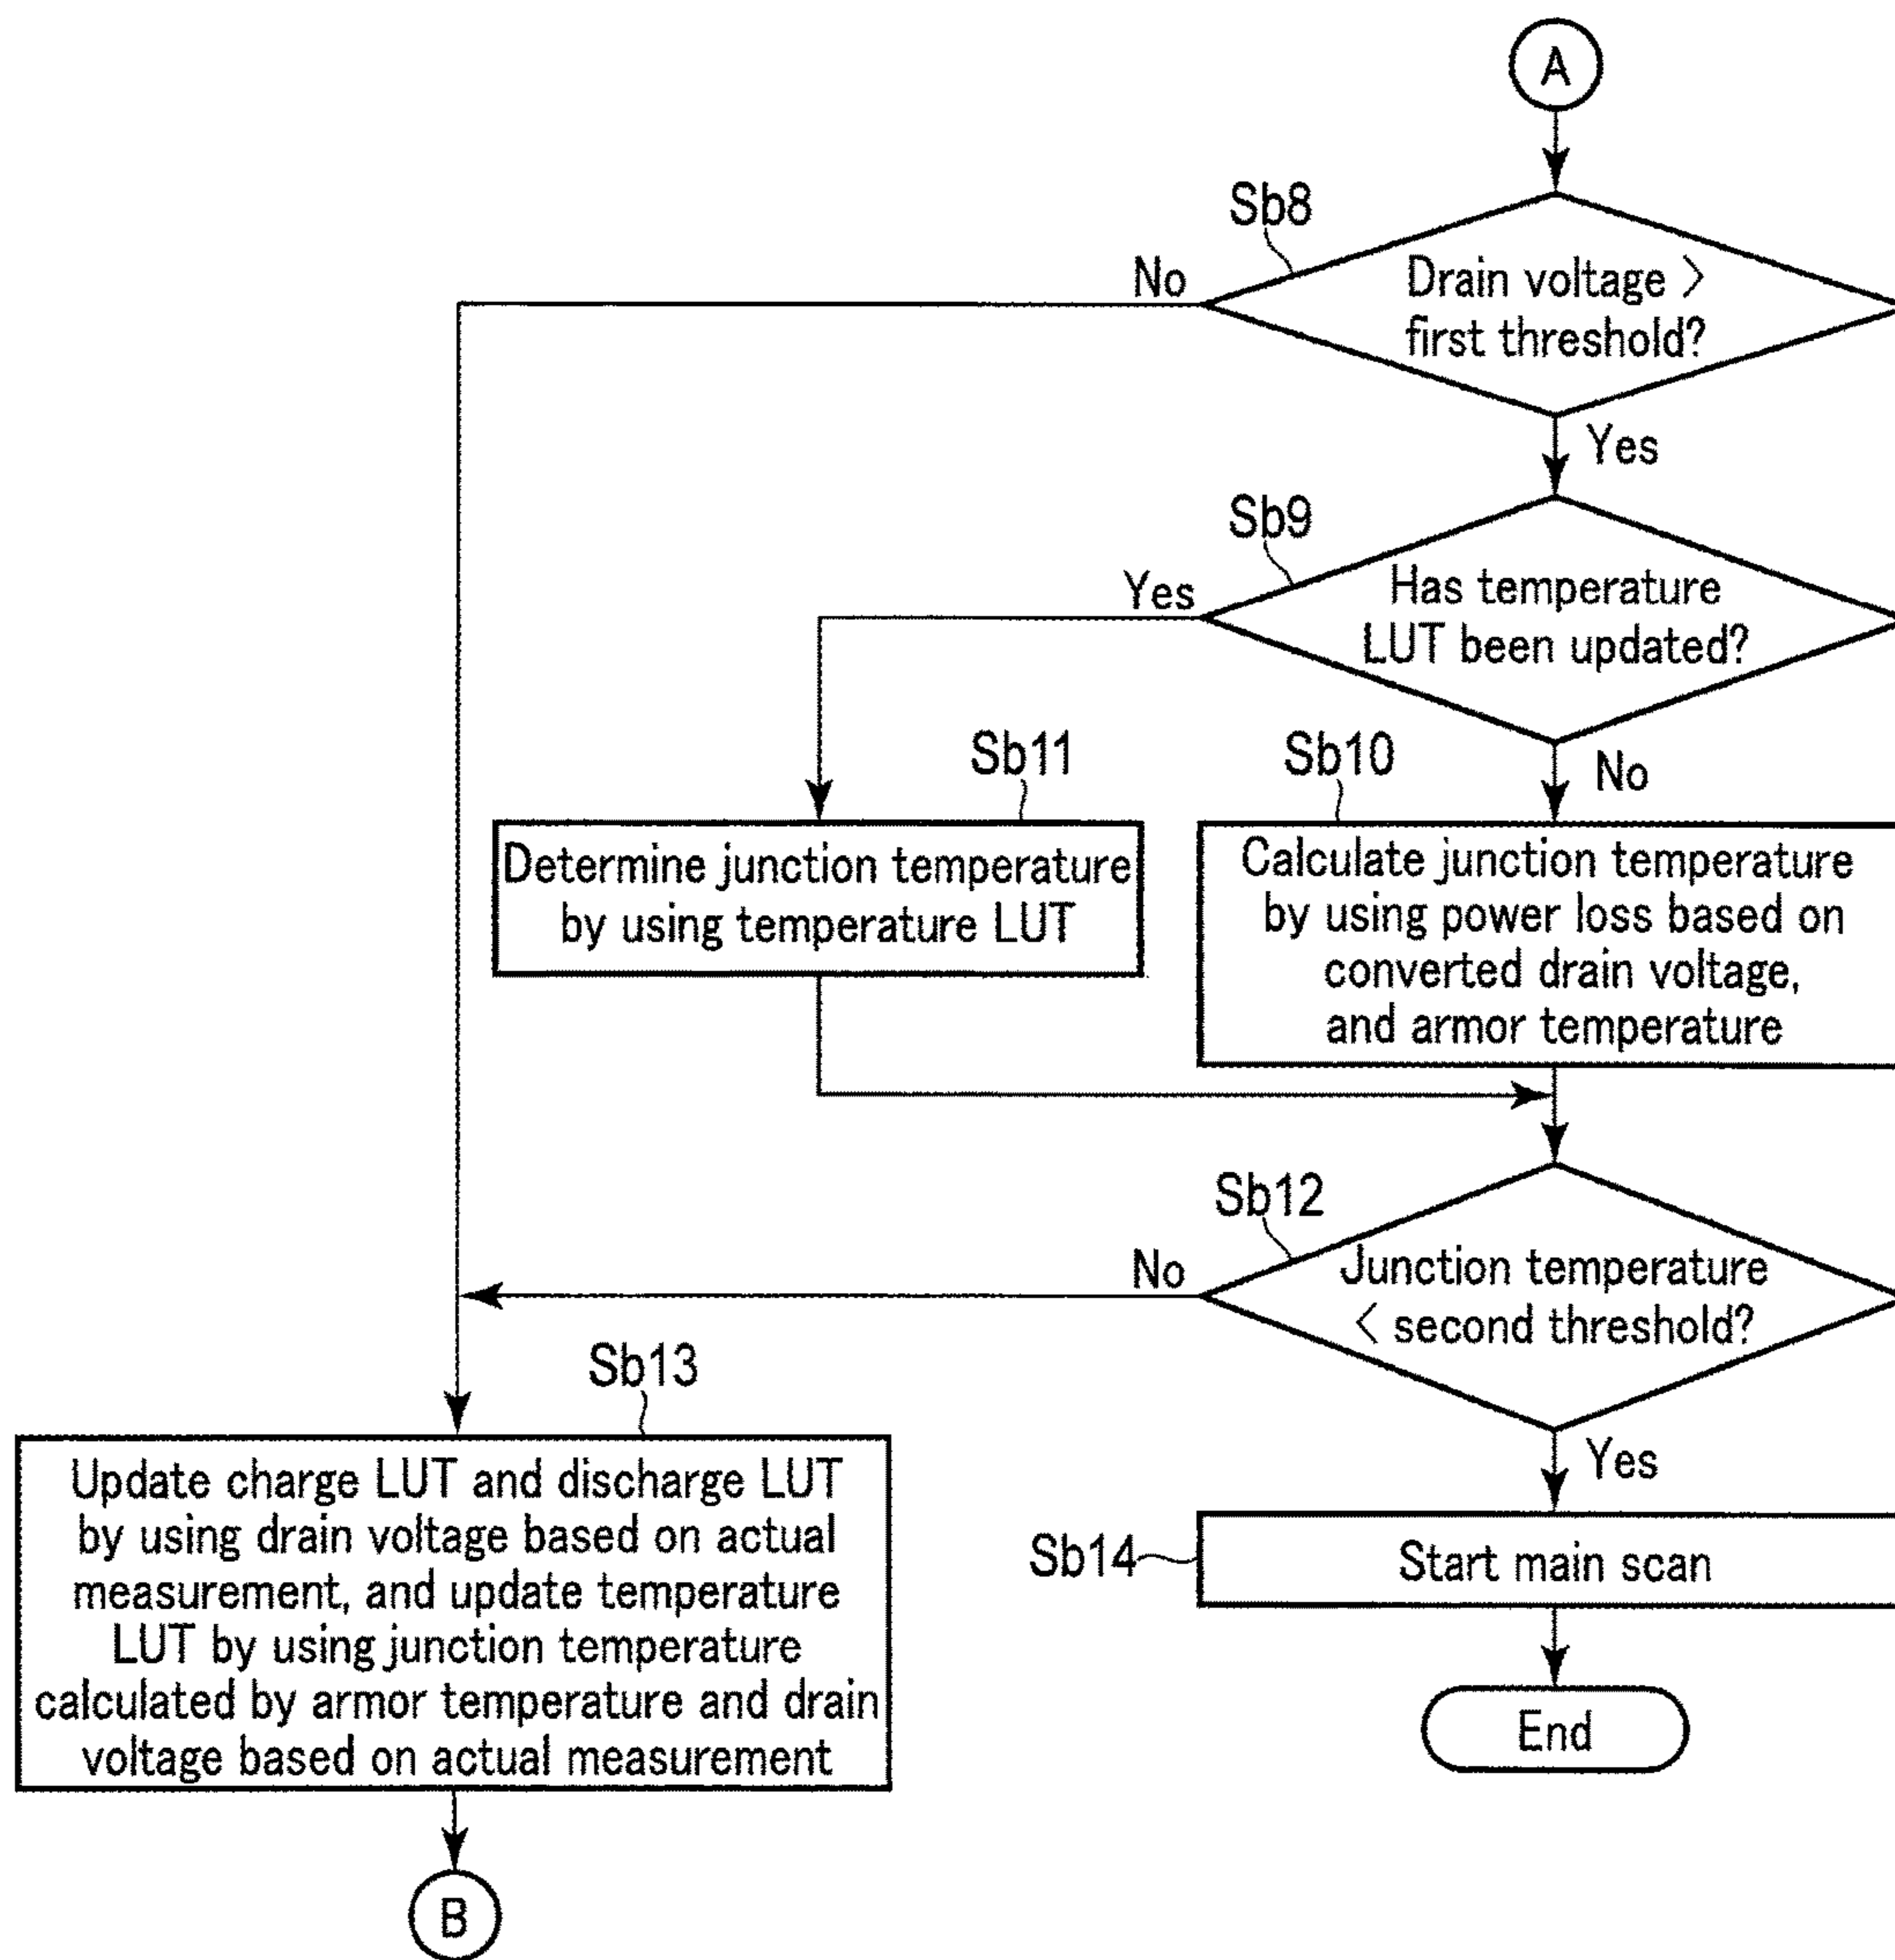 A
Sb8
No
Drain voltage >
first threshold?
Yes
Sb9
Yes
Has temperature
LUT been updated?
No
Sb11
Determine junction temperature
by using temperature LUT
Sb10
Calculate junction temperature
by using power loss based on
converted drain voltage,
and armor temperature
Sb12
No
Junction temperature
< second threshold?
Yes
Sb13
Update charge LUT and discharge LUT
by using drain voltage based on actual
measurement, and update temperature
LUT by using junction temperature
calculated by armor temperature and drain
voltage based on actual measurement
Sb14
Start main scan
End
B